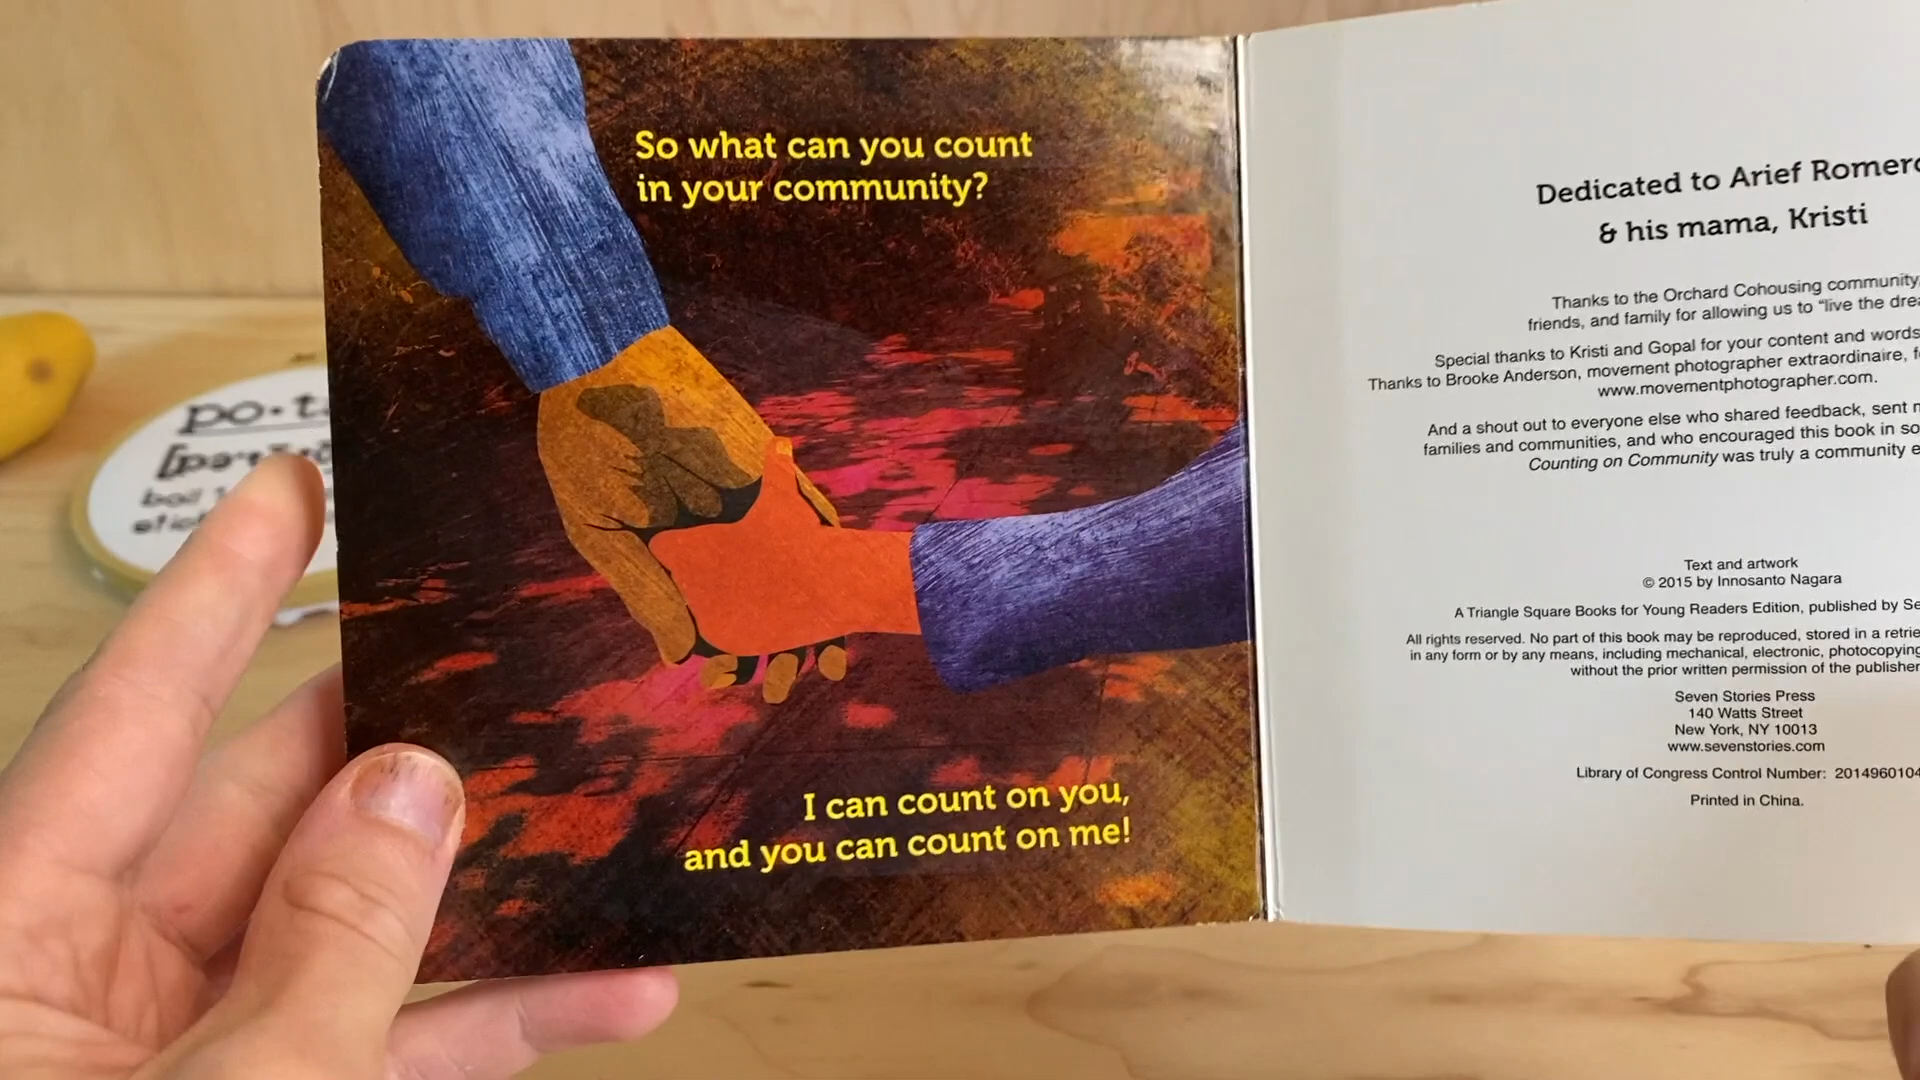 So what can you count
in your community?
I can count on you,
and you can count on me!
Dedicated to Arief Romero
& his mama, Kristi
Thanks to the Orchard Cohousing community,
friends, and family for allowing us to "live the
Special thanks to Kristi and Gopal for your content and words
Thanks to Brooke Anderson, movement photographer extraordinaire,
www.movementphotographer.com.
And a shout out to everyone else who shared feedback, sent
families and communities, and who encouraged this book in
Counting on Community was truly a community
Text and artwork
© 2015 by Innosanto Nagara
A Triangle Square Books for Young Readers Edition, published by
All rights reserved. No part of this book may be reproduced, stored in a
in any form or by any means, including mechanical, electronic, photocopying
without the prior written permission of the publisher
Seven Stories Press
140 Watts Street
New York, NY 10013
www.sevenstories.com
Library of Congress Control Number: 2014960104
Printed in China.